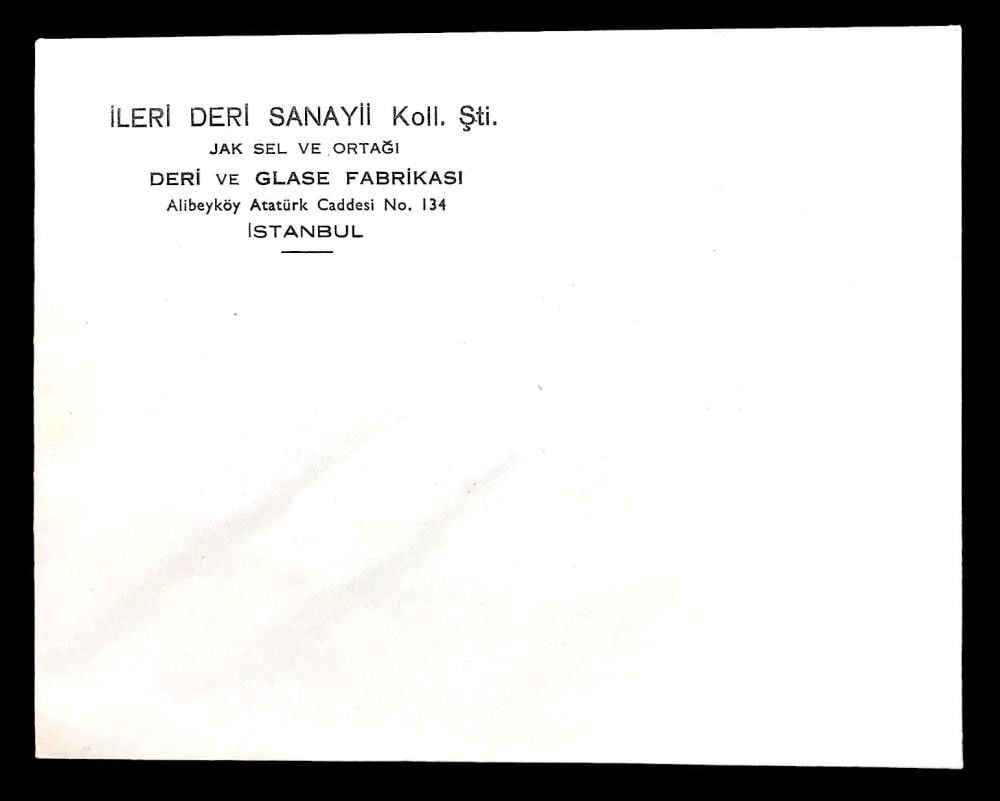 İLERİ DERİ SANAYİİ Koll. Şti.
JAK SEL VE ORTAĞI
DERİ VE GLASE FABRİKASI
Alibeyköy Atatürk Caddesi No. 134
İSTANBUL